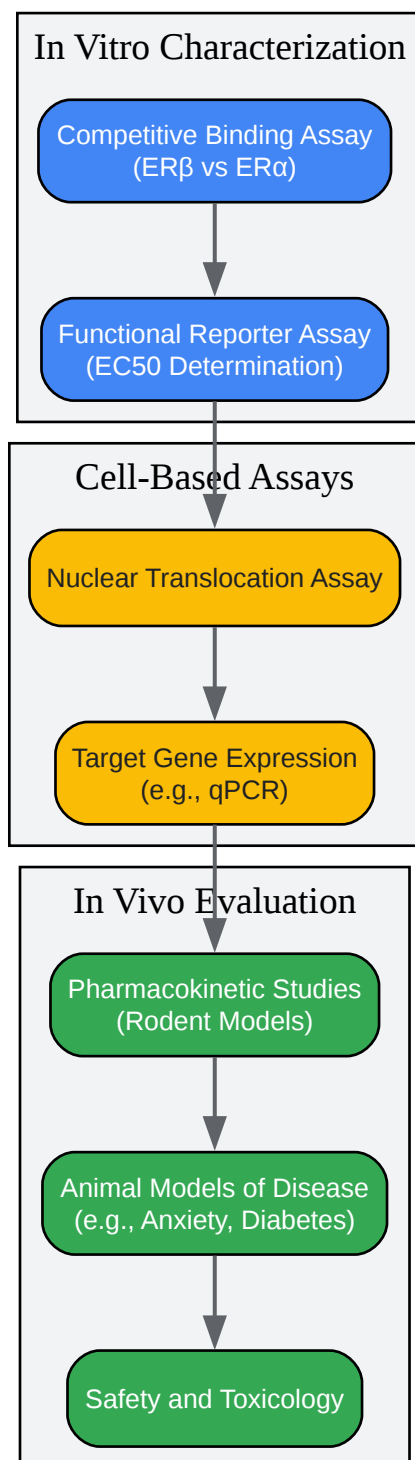 In Vitro Characterization
Competitive Binding Assay
(ERβ vs ERα)
Functional Reporter Assay
(EC50 Determination)
Cell-Based Assays
Nuclear Translocation Assay
Target Gene Expression
(e.g., qPCR)
In Vivo Evaluation
Pharmacokinetic Studies
(Rodent Models)
Animal Models of Disease
(e.g., Anxiety, Diabetes)
Safety and Toxicology